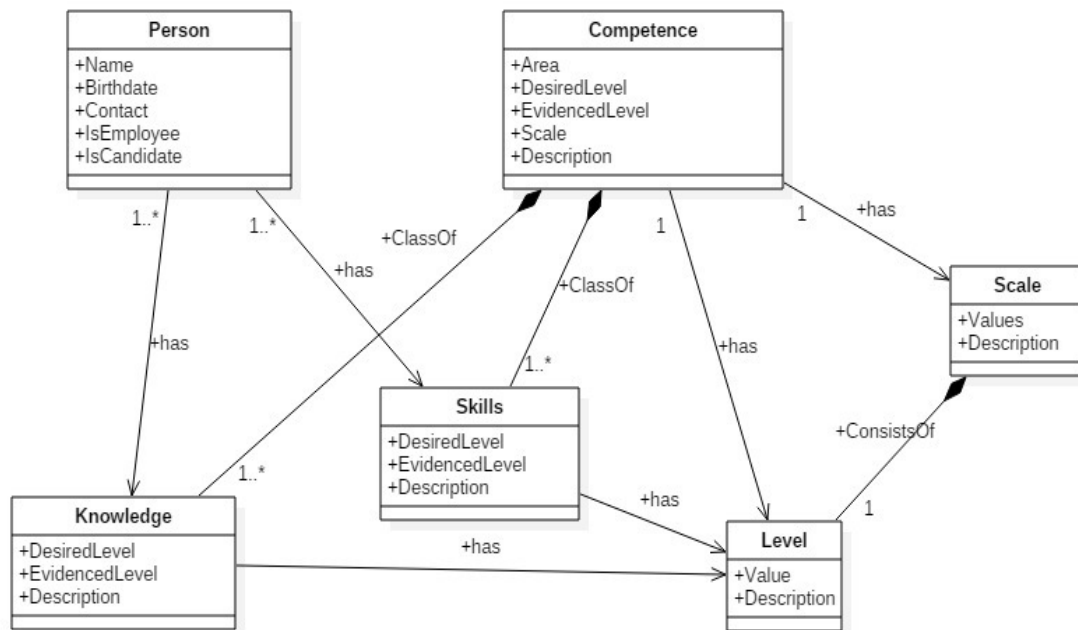 Person
+Name
+Birthdate
+Contact
+IsEmployee
+IsCandidate
Competence
+Area
+DesiredLevel
+EvidencedLevel
+Scale
+Description
1..*
1..*
1
1
+has
+ClassOf
+has
+ClassOf
+has
+has
Scale
+Values
+Description
1..*
Skills
+DesiredLevel
+EvidencedLevel
+Description
+ConsistsOf
1..*
+has
1
Knowledge
+DesiredLevel
+EvidencedLevel
+Description
+has
Level
+Value
+Description